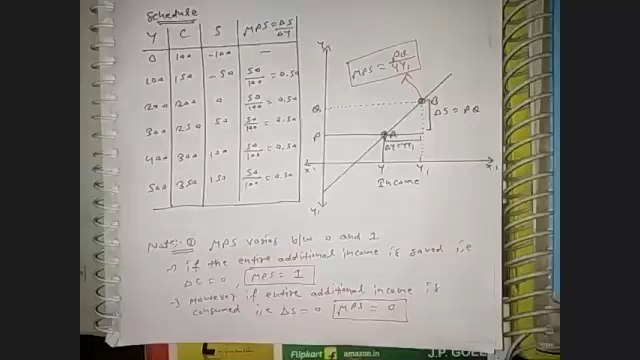 Schedule
Y C S MPS = ΔS/ΔY
0 100 -100 —
100 150 -50 50/100 = 0.50
200 200 0 50/100 = 0.50
300 250 50 50/100 = 0.50
400 300 100 50/100 = 0.50
500 350 150 50/100 = 0.50
Y
MPS = PQ/YY1
Q B
ΔS = PQ
P A
ΔY=YY1
X1 Y Y1 X1
Income
Y1
Note:- ① MPS varies b/w 0 and 1
→ if the entire additional income is saved i,e
ΔC = 0, MPS = 1
→ However if entire additional income is
consumed i,e ΔS = 0 MPS = 0
Flipkart amazon.in
J.P. GOEL